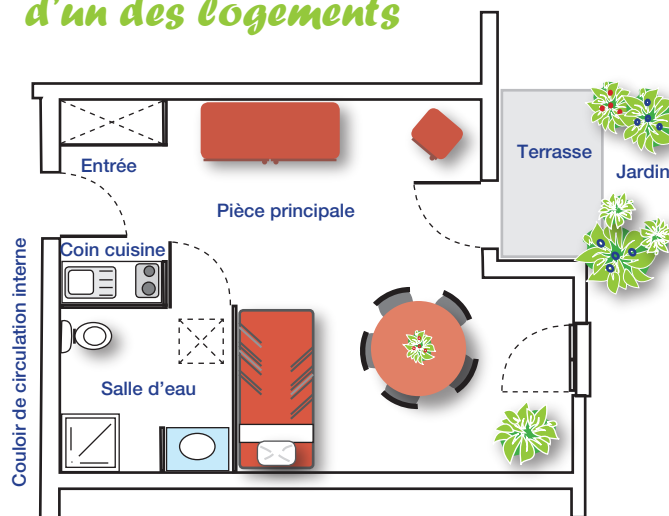 d'un des logements
Entrée
Terrasse
Jardin
Pièce principale
Coin cuisine
Salle d'eau
Couloir de circulation interne